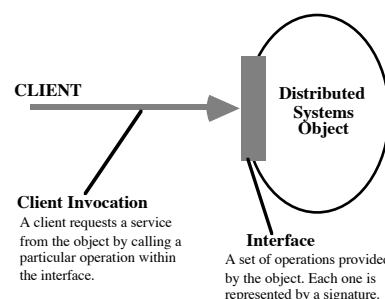 CLIENT
Distributed
Systems
Object
Client Invocation
A client requests a service
from the object by calling a
particular operation within
the interface.
Interface
A set of operations provided
by the object. Each one is
represented by a signature.